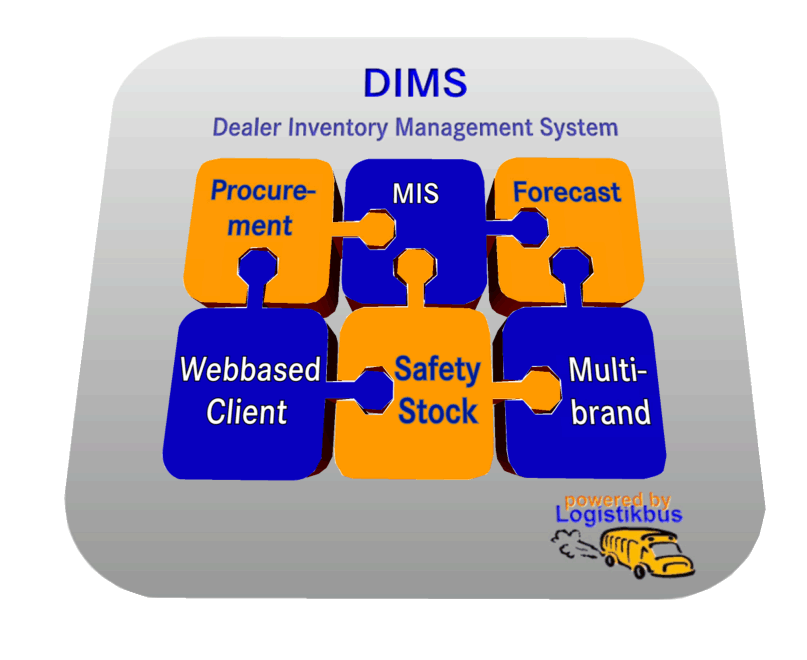 DIMS
Dealer Inventory Management System
Procure-
ment
MIS
Forecast
Webbased
Client
Safety
Stock
Multi-
brand
powered by
Logistikbus